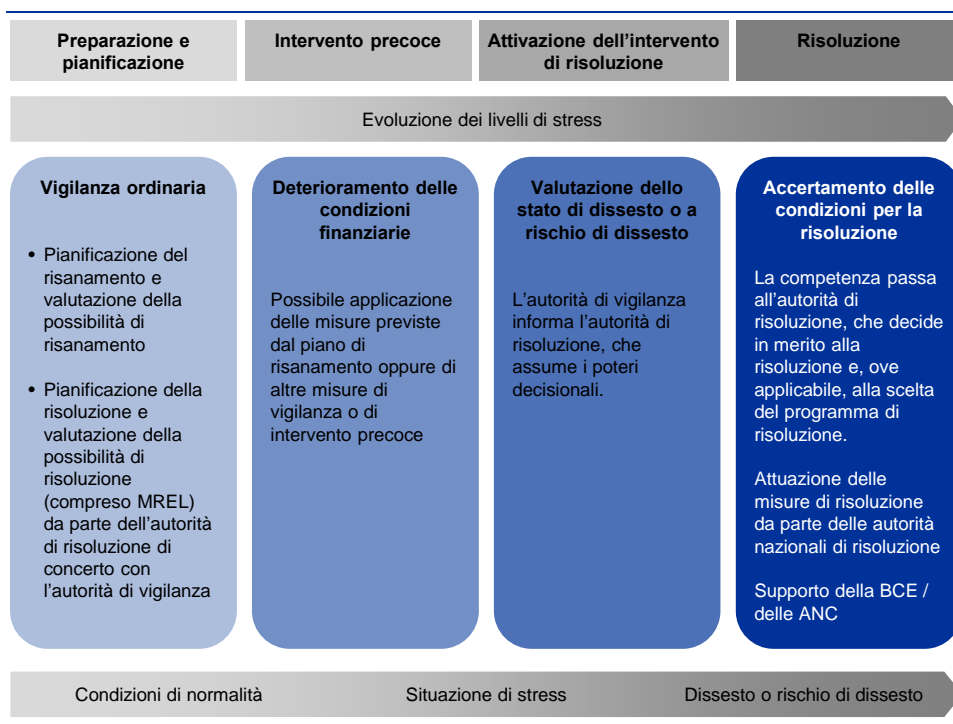 Preparazione e
pianificazione
Intervento precoce
Attivazione dell'intervento
di risoluzione
Risoluzione
Evoluzione dei livelli di stress
Vigilanza ordinaria
• Pianificazione del
risanamento e
valutazione della
possibilità di
risanamento
• Pianificazione della
risoluzione e
valutazione della
possibilità di
risoluzione
(compreso MREL)
da parte dell'autorità
di risoluzione di
concerto con
l'autorità di vigilanza
Deterioramento delle
condizioni
finanziarie
Possibile applicazione
delle misure previste
dal piano di
risanamento oppure di
altre misure di
vigilanza o di
intervento precoce
Valutazione dello
stato di dissesto o a
rischio di dissesto
L'autorità di vigilanza
informa l'autorità di
risoluzione, che
assume i poteri
decisionali.
Accertamento delle
condizioni per la
risoluzione
La competenza passa
all'autorità di
risoluzione, che decide
in merito alla
risoluzione e, ove
applicabile, alla scelta
del programma di
risoluzione.
Attuazione delle
misure di risoluzione
da parte delle autorità
nazionali di risoluzione
Supporto della BCE /
delle ANC
Condizioni di normalità
Situazione di stress
Dissesto o rischio di dissesto